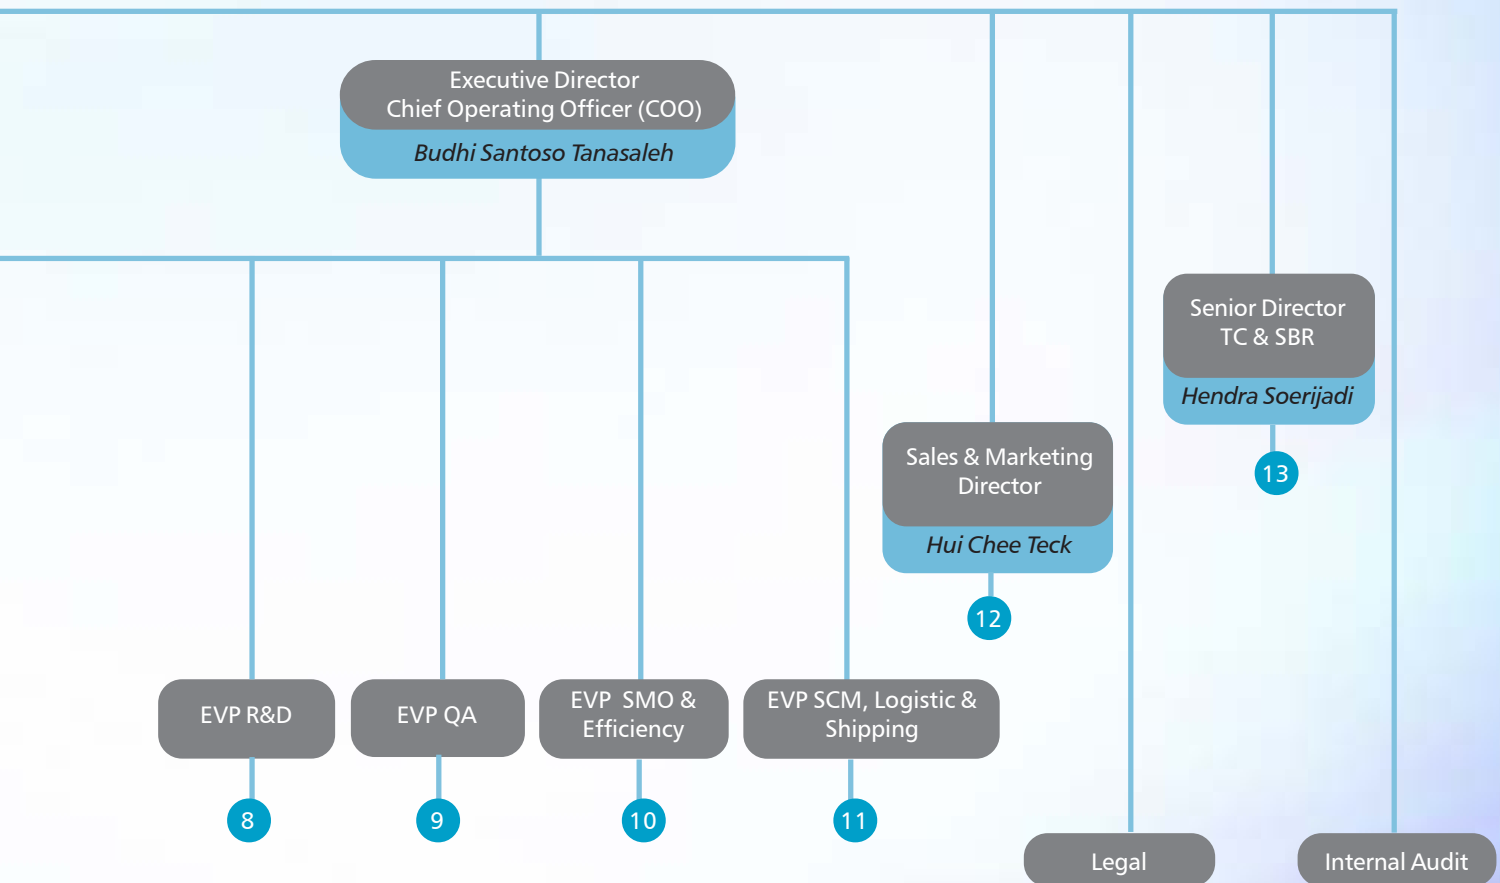 Executive Director
Chief Operating Officer (COO)
Budhi Santoso Tanasaleh
Senior Director
TC & SBR
Hendra Soerijadi
13
Sales & Marketing
Director
Hui Chee Teck
12
EVP R&D
8
EVP QA
9
EVP SMO &
Efficiency
10
EVP SCM, Logistic &
Shipping
11
Legal
Internal Audit